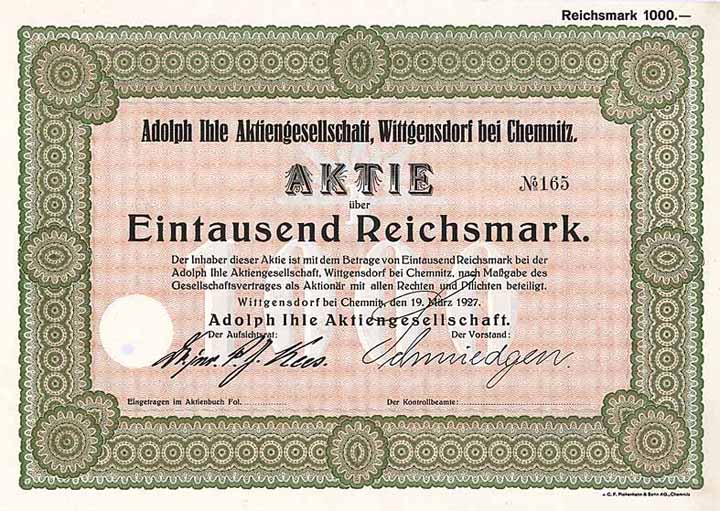 Reichsmark 1000.—
Adolph Ihle Aktiengesellschaft, Wittgensdorf bei Chemnitz.
AKTIE
№165
über
Eintausend Reichsmark.
Der Inhaber dieser Aktie ist mit dem Betrage von Eintausend Reichsmark bei der
Adolph Ihle Aktiengesellschaft, Wittgensdorf bei Chemnitz, nach Maßgabe des
Gesellschaftsvertrages als Aktionär mit allen Rechten und Pflichten beteiligt.
Wittgensdorf bei Chemnitz, den 19. März 1927.
Adolph Ihle Aktiengesellschaft.
Der Aufsichtsrat: Der Vorstand:
Schmiedgen.
Eingetragen im Aktienbuch Fol. Der Kontrollbeamte:
& Sohn AG., Chemnitz